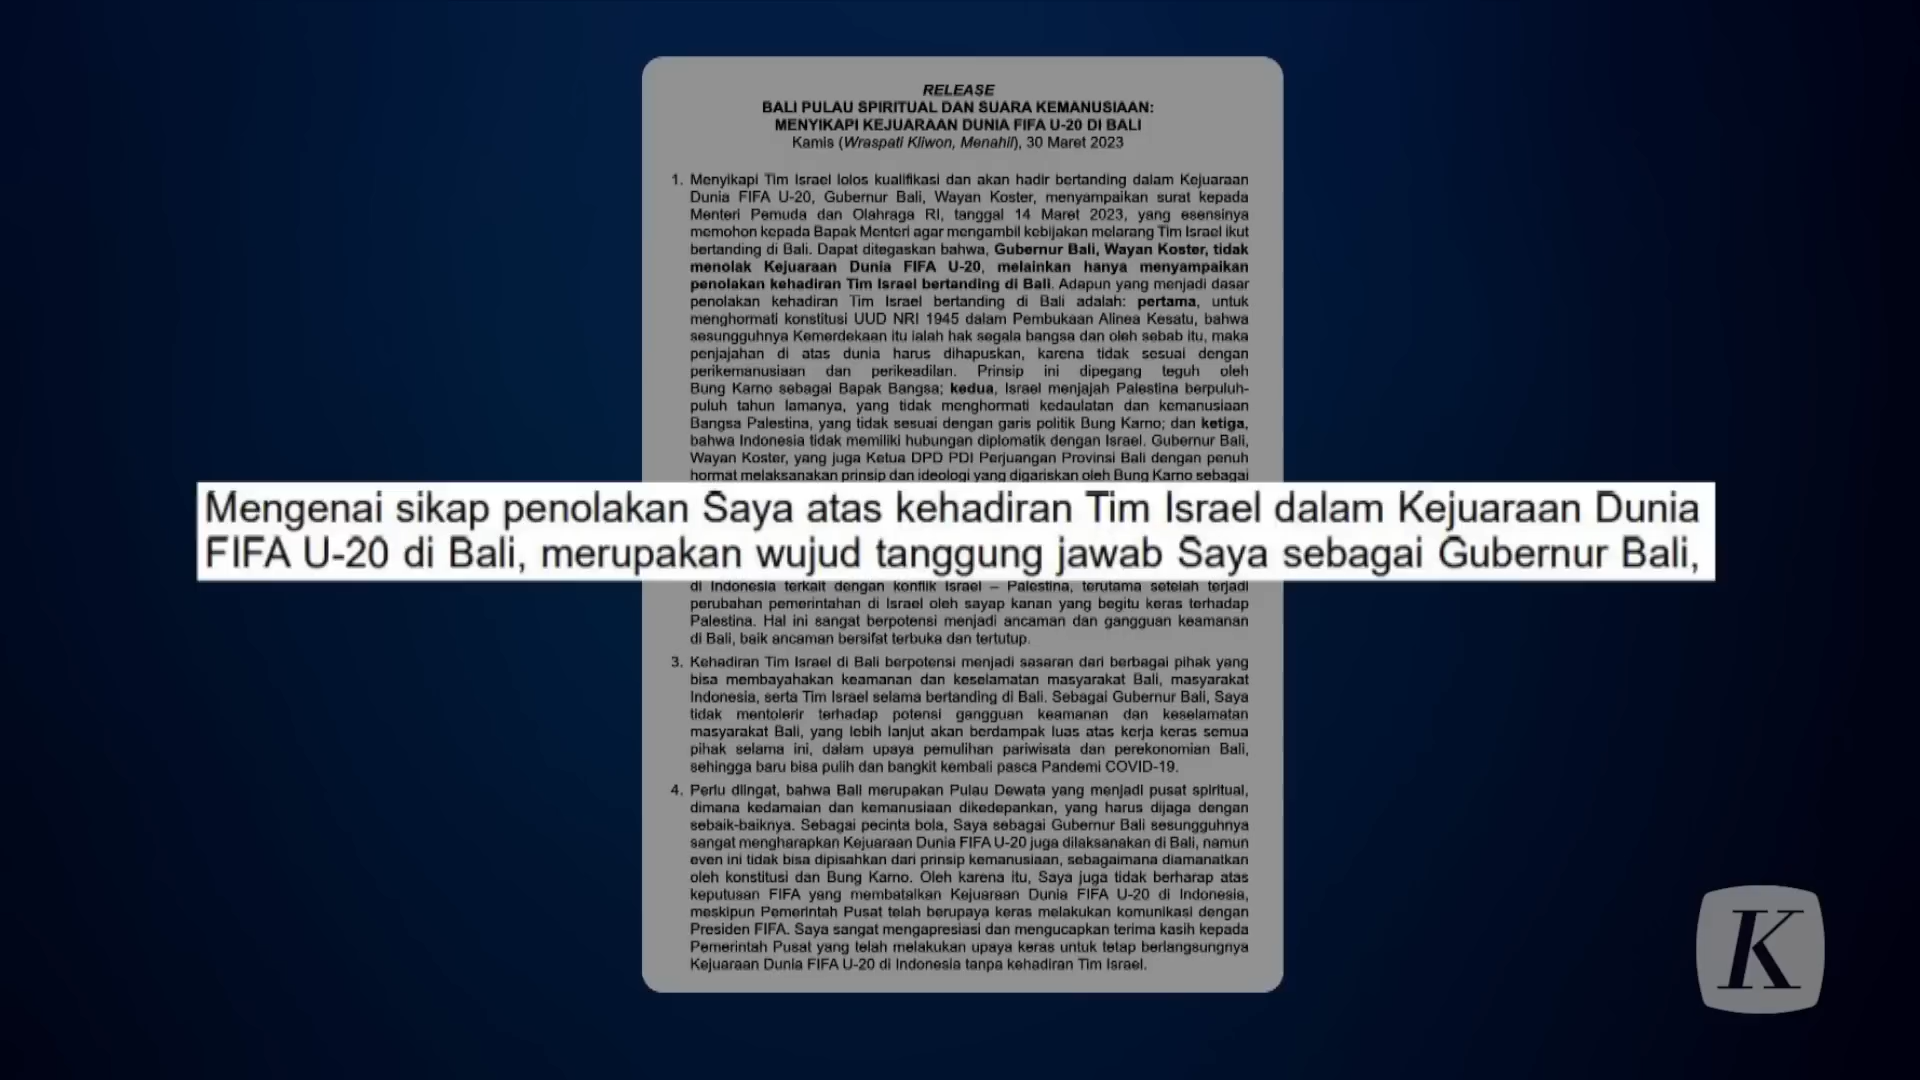 RELEASE
BALI PULAU SPIRITUAL DAN SUARA KEMANUSIAAN:
MENYIKAPI KEJUARAAN DUNIA FIFA U-20 DI BALI
Kamis (Wraspati Kliwon, Menahil), 30 Maret 2023
1. Menyikapi Tim Israel lolos kualifikasi dan akan hadir bertanding dalam Kejuaraan
Dunia FIFA U-20, Gubernur Bali, Wayan Koster, menyampaikan surat kepada
Menteri Pemuda dan Olahraga RI, tanggal 14 Maret 2023, yang esensinya
memohon kepada Bapak Menteri agar mengambil kebijakan melarang Tim Israel ikut
bertanding di Bali. Dapat ditegaskan bahwa, Gubernur Bali, Wayan Koster, tidak
menolak Kejuaraan Dunia FIFA U-20, melainkan hanya menyampaikan
penolakan kehadiran Tim Israel bertanding di Bali. Adapun yang menjadi dasar
penolakan kehadiran Tim Israel bertanding di Bali adalah: pertama, untuk
menghormati konstitusi UUD NRI 1945 dalam Pembukaan Alinea Kesatu, bahwa
sesungguhnya Kemerdekaan itu ialah hak segala bangsa dan oleh sebab itu, maka
penjajahan di atas dunia harus dihapuskan, karena tidak sesuai dengan
perikemanusiaan dan perikeadilan. Prinsip ini dipegang teguh oleh
Bung Karno sebagai Bapak Bangsa; kedua, Israel menjajah Palestina berpuluh-
puluh tahun lamanya, yang tidak menghormati kedaulatan dan kemanusiaan
Bangsa Palestina, yang tidak sesuai dengan garis politik Bung Karno; dan ketiga,
bahwa Indonesia tidak memiliki hubungan diplomatik dengan Israel. Gubernur Bali,
Wayan Koster, yang juga Ketua DPD PDI Perjuangan Provinsi Bali dengan penuh
hormat melaksanakan prinsip dan ideologi yang digariskan oleh Bung Karno sebagai
Mengenai sikap penolakan Saya atas kehadiran Tim Israel dalam Kejuaraan Dunia
FIFA U-20 di Bali, merupakan wujud tanggung jawab Saya sebagai Gubernur Bali,
di Indonesia terkait dengan konflik Israel – Palestina, terutama setelah terjadi
perubahan pemerintahan di Israel oleh sayap kanan yang begitu keras terhadap
Palestina. Hal ini sangat berpotensi menjadi ancaman dan gangguan keamanan
di Bali, baik ancaman bersifat terbuka dan tertutup.
3. Kehadiran Tim Israel di Bali berpotensi menjadi sasaran dari berbagai pihak yang
bisa membayahakan keamanan dan keselamatan masyarakat Bali, masyarakat
Indonesia, serta Tim Israel selama bertanding di Bali. Sebagai Gubernur Bali, Saya
tidak mentolerir terhadap potensi gangguan keamanan dan keselamatan
masyarakat Bali, yang lebih lanjut akan berdampak luas atas kerja keras semua
pihak selama ini, dalam upaya pemulihan pariwisata dan perekonomian Bali,
sehingga baru bisa pulih dan bangkit kembali pasca Pandemi COVID-19.
4. Perlu diingat, bahwa Bali merupakan Pulau Dewata yang menjadi pusat spiritual,
dimana kedamaian dan kemanusiaan dikedepankan, yang harus dijaga dengan
sebaik-baiknya. Sebagai pecinta bola, Saya sebagai Gubernur Bali sesungguhnya
sangat mengharapkan Kejuaraan Dunia FIFA U-20 juga dilaksanakan di Bali, namun
even ini tidak bisa dipisahkan dari prinsip kemanusiaan, sebagaimana diamanatkan
oleh konstitusi dan Bung Karno. Oleh karena itu, Saya juga tidak berharap atas
keputusan FIFA yang membatalkan Kejuaraan Dunia FIFA U-20 di Indonesia,
meskipun Pemerintah Pusat telah berupaya keras melakukan komunikasi dengan
Presiden FIFA. Saya sangat mengapresiasi dan mengucapkan terima kasih kepada
Pemerintah Pusat yang telah melakukan upaya keras untuk tetap berlangsungnya
Kejuaraan Dunia FIFA U-20 di Indonesia tanpa kehadiran Tim Israel.
K